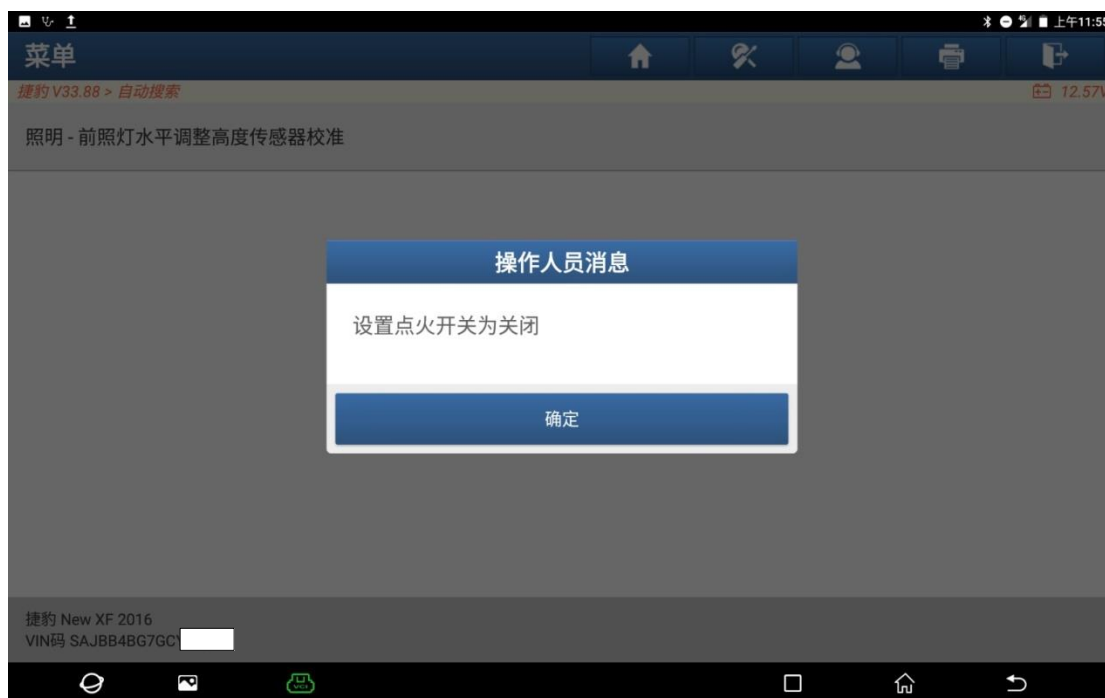 上午11:55
菜单
捷豹 V33.88 > 自动搜索
12.57V
照明 - 前照灯水平调整高度传感器校准
操作人员消息
设置点火开关为关闭
确定
捷豹 New XF 2016
VIN码 SAJBB4BG7GC
VCI